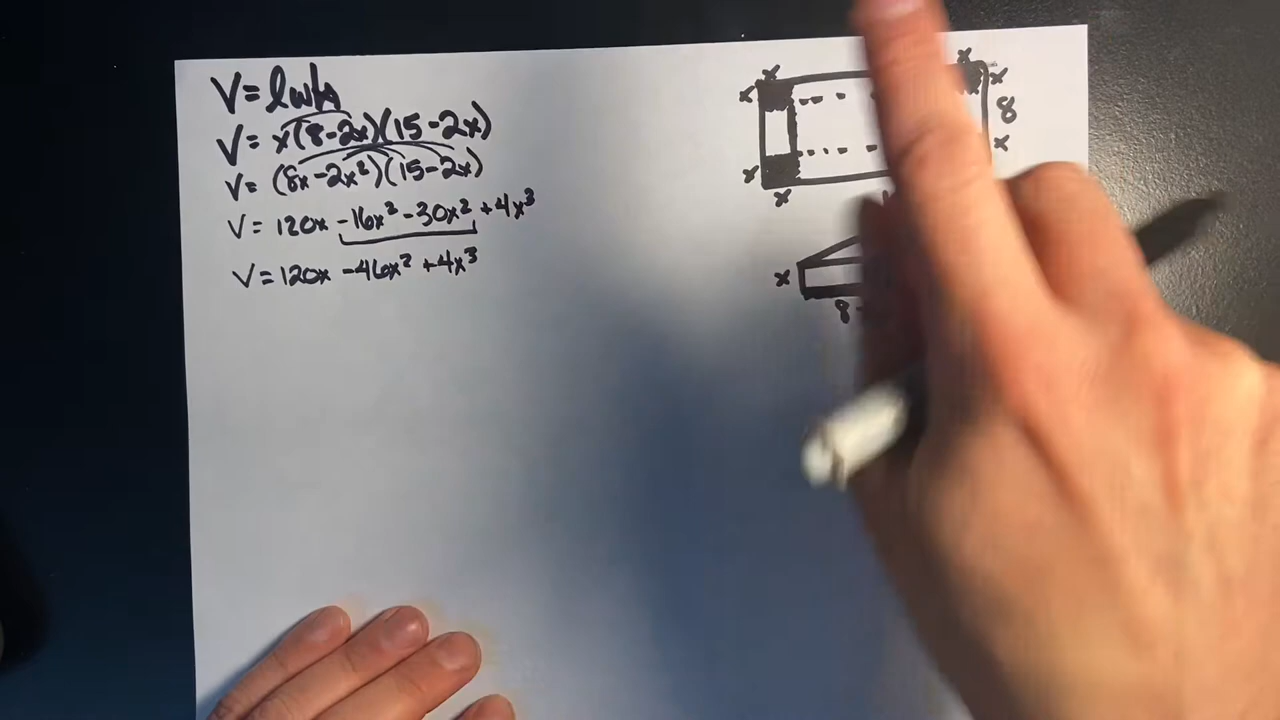 V = lwh
V = x(8-2x)(15-2x)
V = (8x-2x²)(15-2x)
V = 120x -16x² -30x² +4x³
V = 120x -46x² +4x³
x
x
x
x
8
x
x
x
x
8